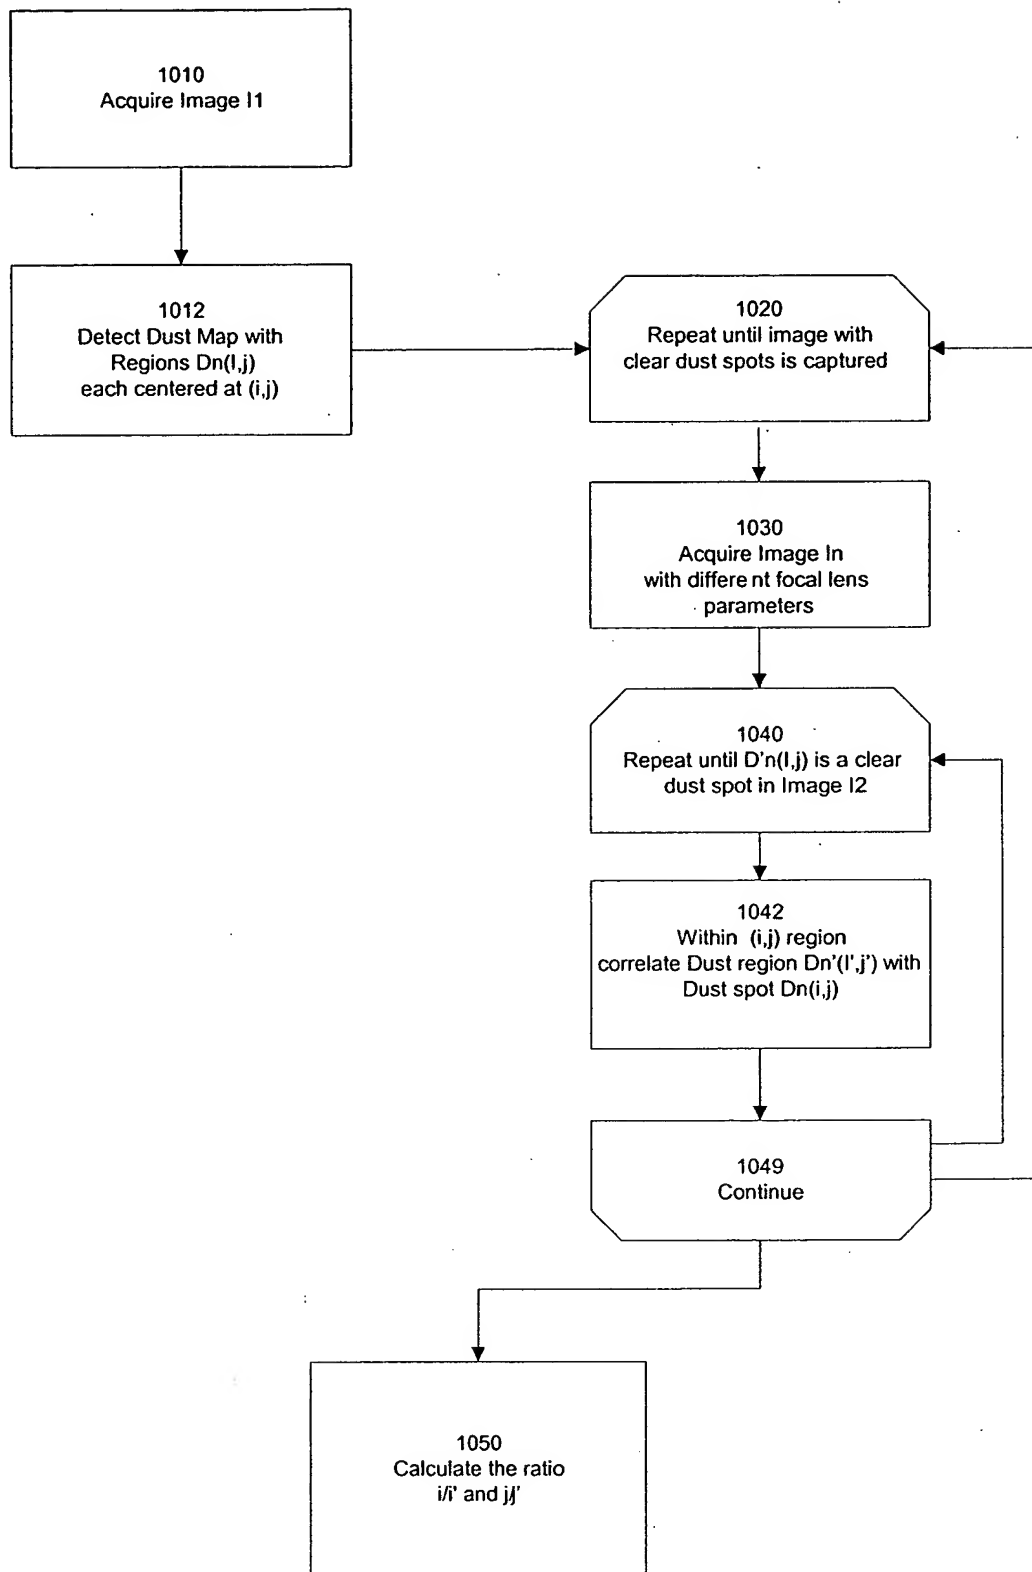 1010
Acquire Image I1
1012
Detect Dust Map with
Regions Dn(I,j)
each centered at (i,j)
1020
Repeat until image with
clear dust spots is captured
1030
Acquire Image In
with different focal lens
parameters
1040
Repeat until D'n(I,j) is a clear
dust spot in Image I2
1042
Within (i,j) region
correlate Dust region Dn'(I',j') with
Dust spot Dn(i,j)
1049
Continue
1050
Calculate the ratio
i/i' and j/j'